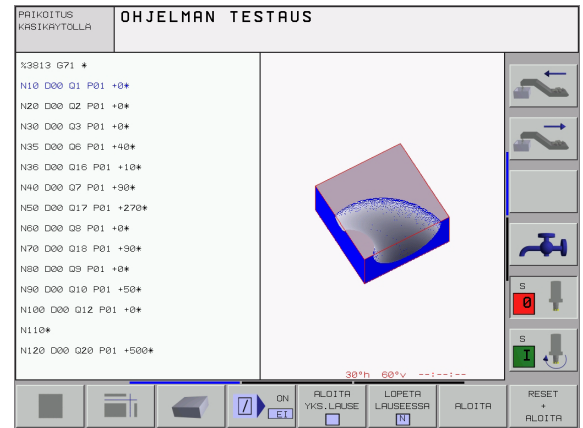 PAIKOITUS
KÄSIKÄYTÖLLÄ
OHJELMAN TESTAUS
%3813 G71 *
N10 D00 Q1 P01 +0*
N20 D00 Q2 P01 +0*
N30 D00 Q3 P01 +0*
N35 D00 Q6 P01 +40*
N36 D00 Q16 P01 +10*
N40 D00 Q7 P01 +90*
N50 D00 Q17 P01 +270*
N60 D00 Q8 P01 +0*
N70 D00 Q18 P01 +90*
N80 D00 Q9 P01 +0*
N90 D00 Q10 P01 +50*
N100 D00 Q12 P01 +0*
N110*
N120 D00 Q20 P01 +500*
30°h 60°v --:--:--
S
0
S
I
ON
EI
ALOITA
YKS.LAUSE
LOPETA
LAUSEESSA
N
ALOITA
RESET
+
ALOITA